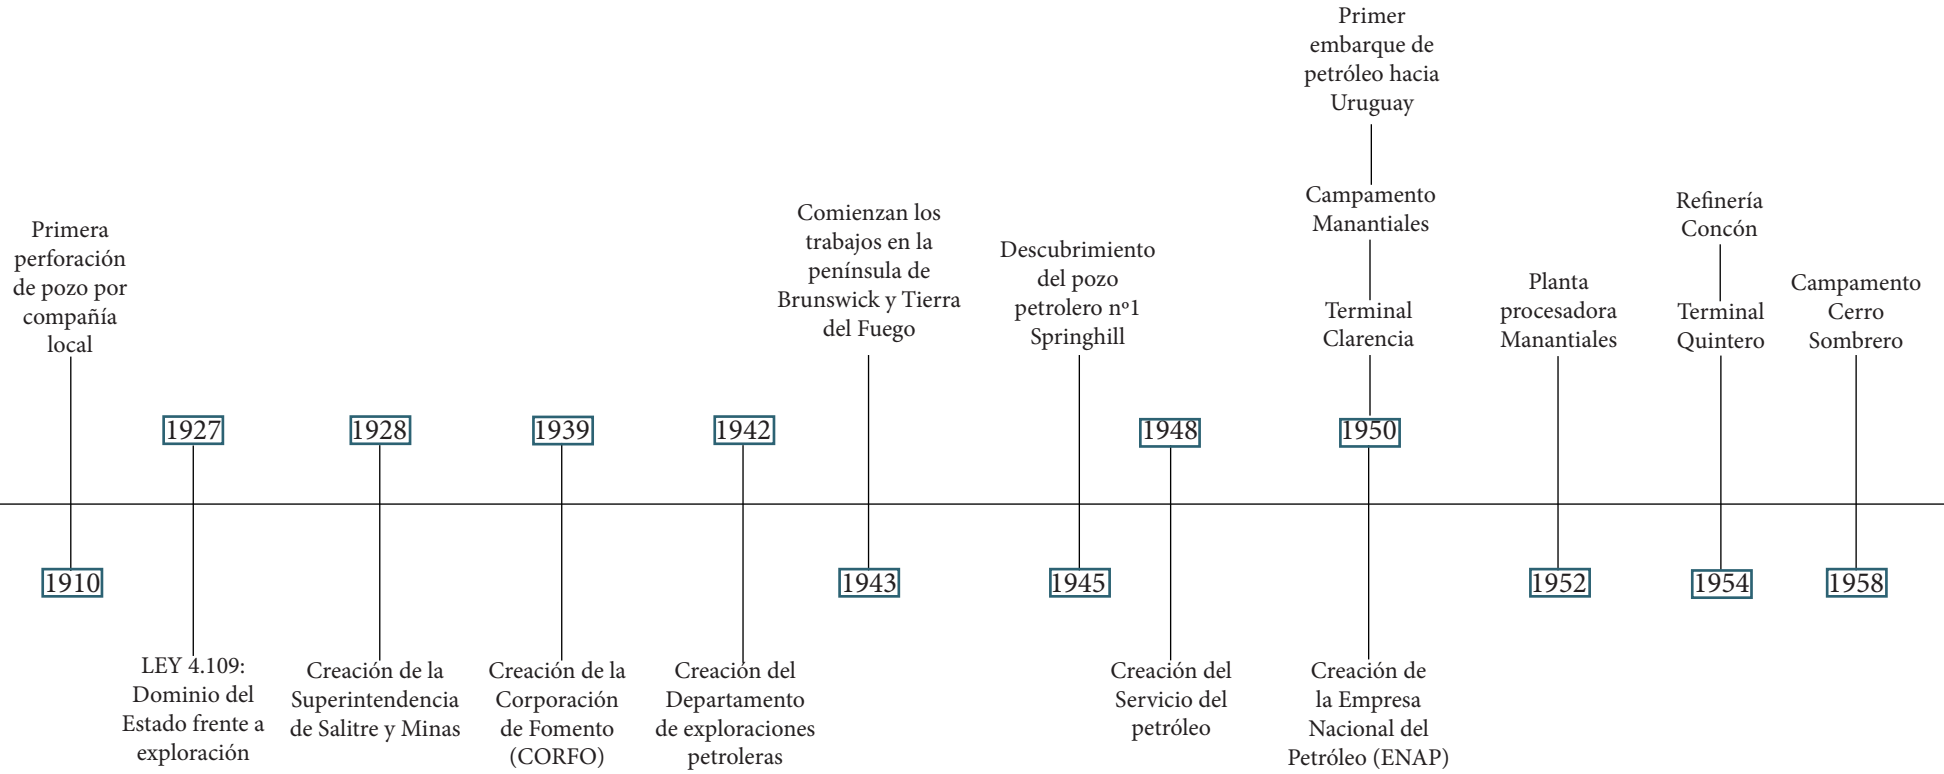 Primera
perforación
de pozo por
compañía
local
1910
1927
LEY 4.109:
Dominio del
Estado frente a
exploración
1928
Creación de la
Superintendencia
de Salitre y Minas
1939
Creación de la
Corporación
de Fomento
(CORFO)
1942
Creación del
Departamento
de exploraciones
petroleras
Comienzan los
trabajos en la
península de
Brunswick y Tierra
del Fuego
1943
Descubrimiento
del pozo
petrolero nº1
Springhill
1945
1948
Creación del
Servicio del
petróleo
Primer
embarque de
petróleo hacia
Uruguay
Campamento
Manantiales
Terminal
Clarencia
1950
Creación de
la Empresa
Nacional del
Petróleo (ENAP)
Planta
procesadora
Manantiales
1952
Refinería
Concón
Terminal
Quintero
1954
Campamento
Cerro
Sombrero
1958